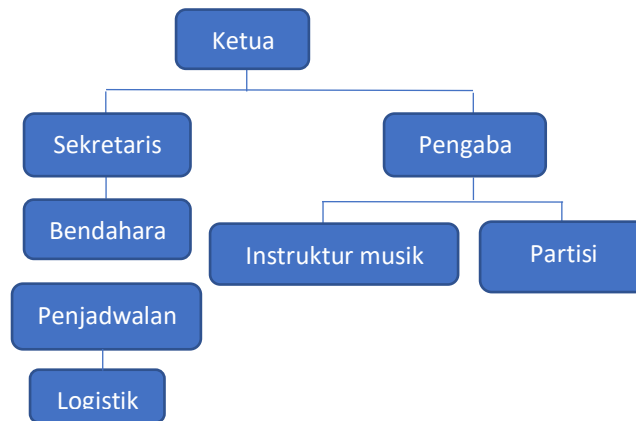 Ketua
Sekretaris
Pengaba
Bendahara
Instruktur musik
Partisi
Penjadwalan
Logistik